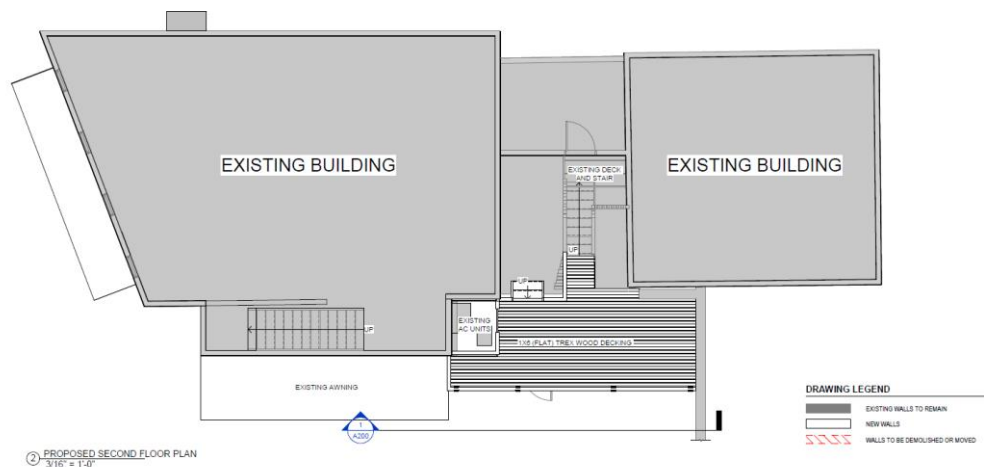 EXISTING BUILDING
EXISTING BUILDING
EXISTING DECK
AND STAIR
UP
UP
UP
EXISTING
AC UNITS
1X6 (FLAT) TREX WOOD DECKING
EXISTING AWNING
1
A200
DRAWING LEGEND
EXISTING WALLS TO REMAIN
NEW WALLS
WALLS TO BE DEMOLISHED OR MOVED
2 PROPOSED SECOND FLOOR PLAN
3/16" = 1'-0"